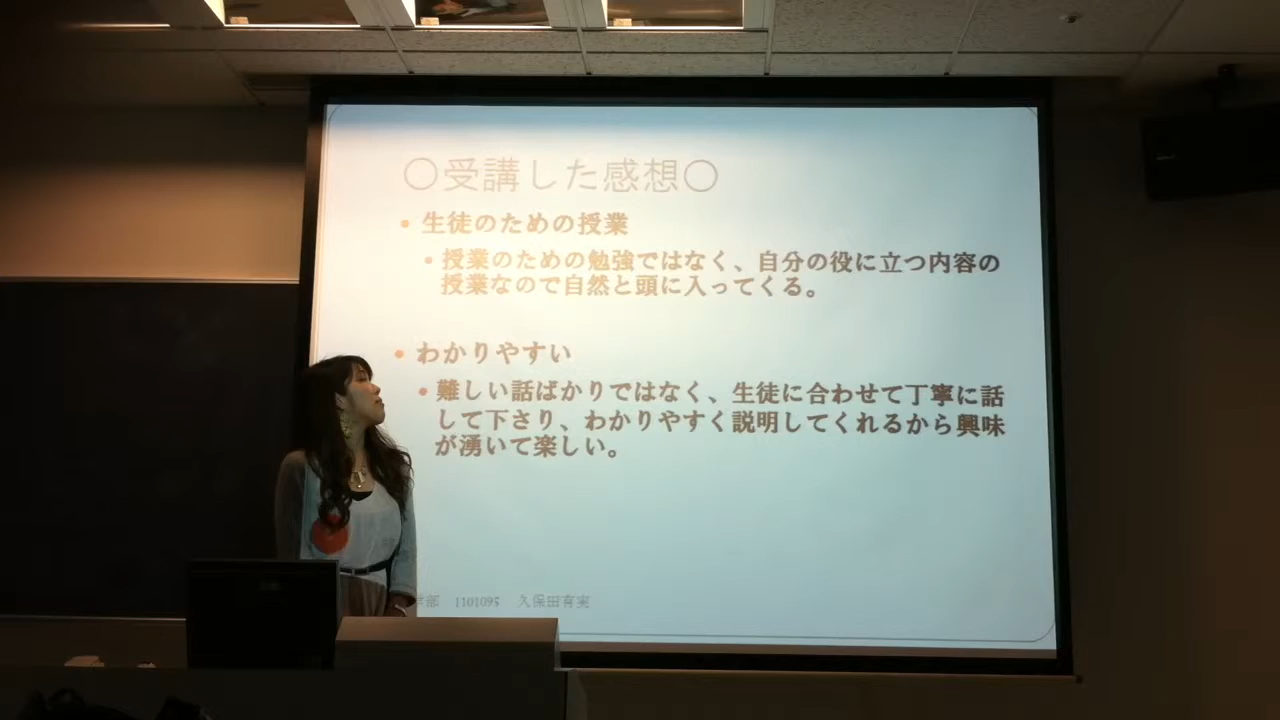 〇受講した感想〇
• 生徒のための授業
• 授業のための勉強ではなく、自分の役に立つ内容の
授業なので自然と頭に入ってくる。
• わかりやすい
• 難しい話ばかりではなく、生徒に合わせて丁寧に話
して下さり、わかりやすく説明してくれるから興味
が湧いて楽しい。
部 1101095 久保田有実